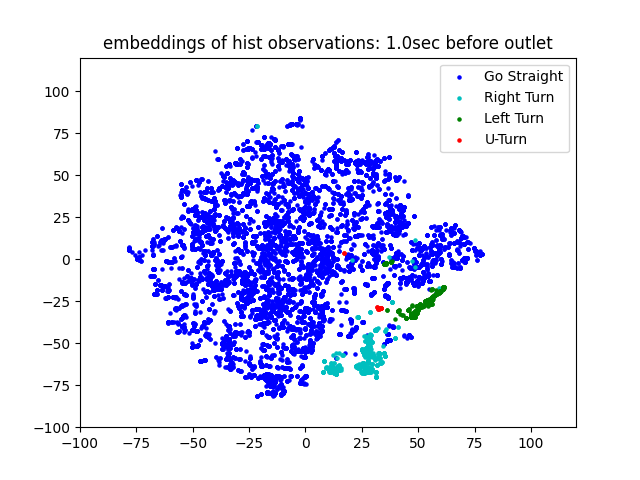 embeddings of hist observations: 1.0sec before outlet
Go Straight
Right Turn
Left Turn
U-Turn
100
75
50
25
0
−25
−50
−75
−100
−100 −75 −50 −25 0 25 50 75 100